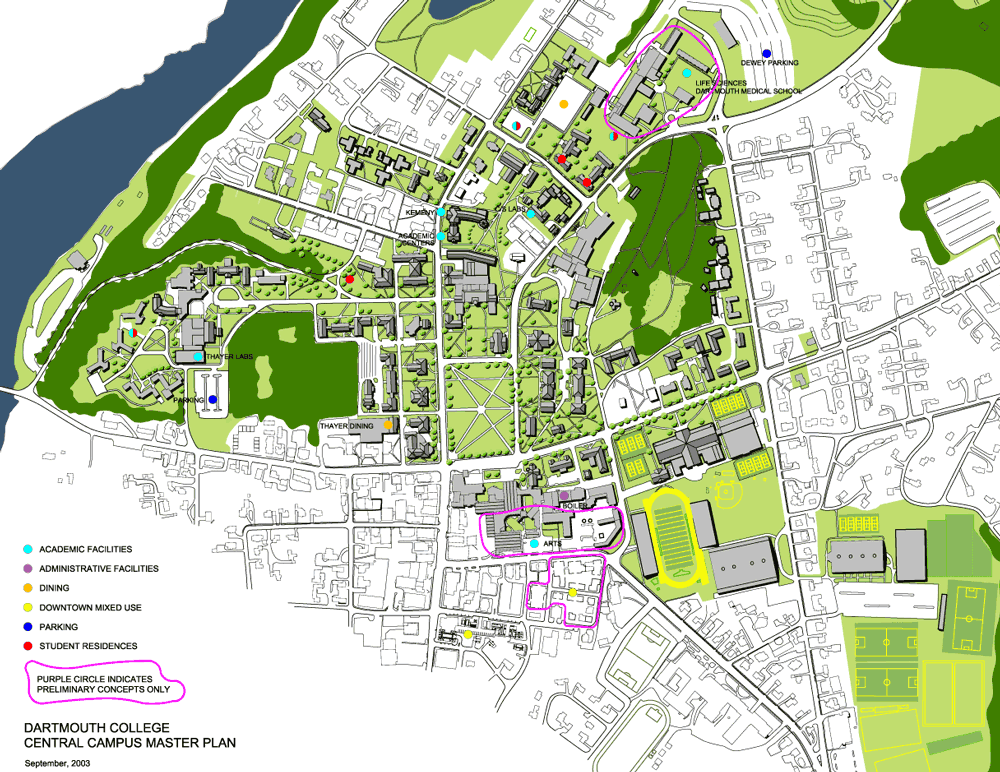 DEWEY PARKING
LIFE SCIENCES
DARTMOUTH MEDICAL SCHOOL
KEMENY
LABS
ACADEMIC
CENTERS
THAYER LABS
PARKING
THAYER DINING
BOILER
ARTS
ACADEMIC FACILITIES
ADMINISTRATIVE FACILITIES
DINING
DOWNTOWN MIXED USE
PARKING
STUDENT RESIDENCES
PURPLE CIRCLE INDICATES
PRELIMINARY CONCEPTS ONLY
DARTMOUTH COLLEGE
CENTRAL CAMPUS MASTER PLAN
September, 2003